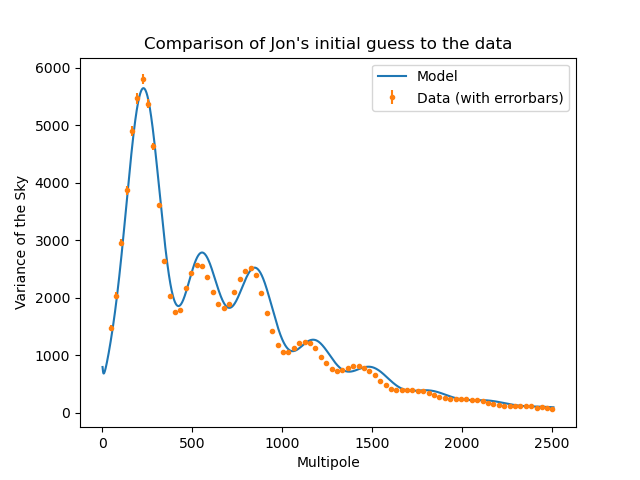 Comparison of Jon's initial guess to the data
Model
Data (with errorbars)
Variance of the Sky
6000
5000
4000
3000
2000
1000
0
0 500 1000 1500 2000 2500
Multipole